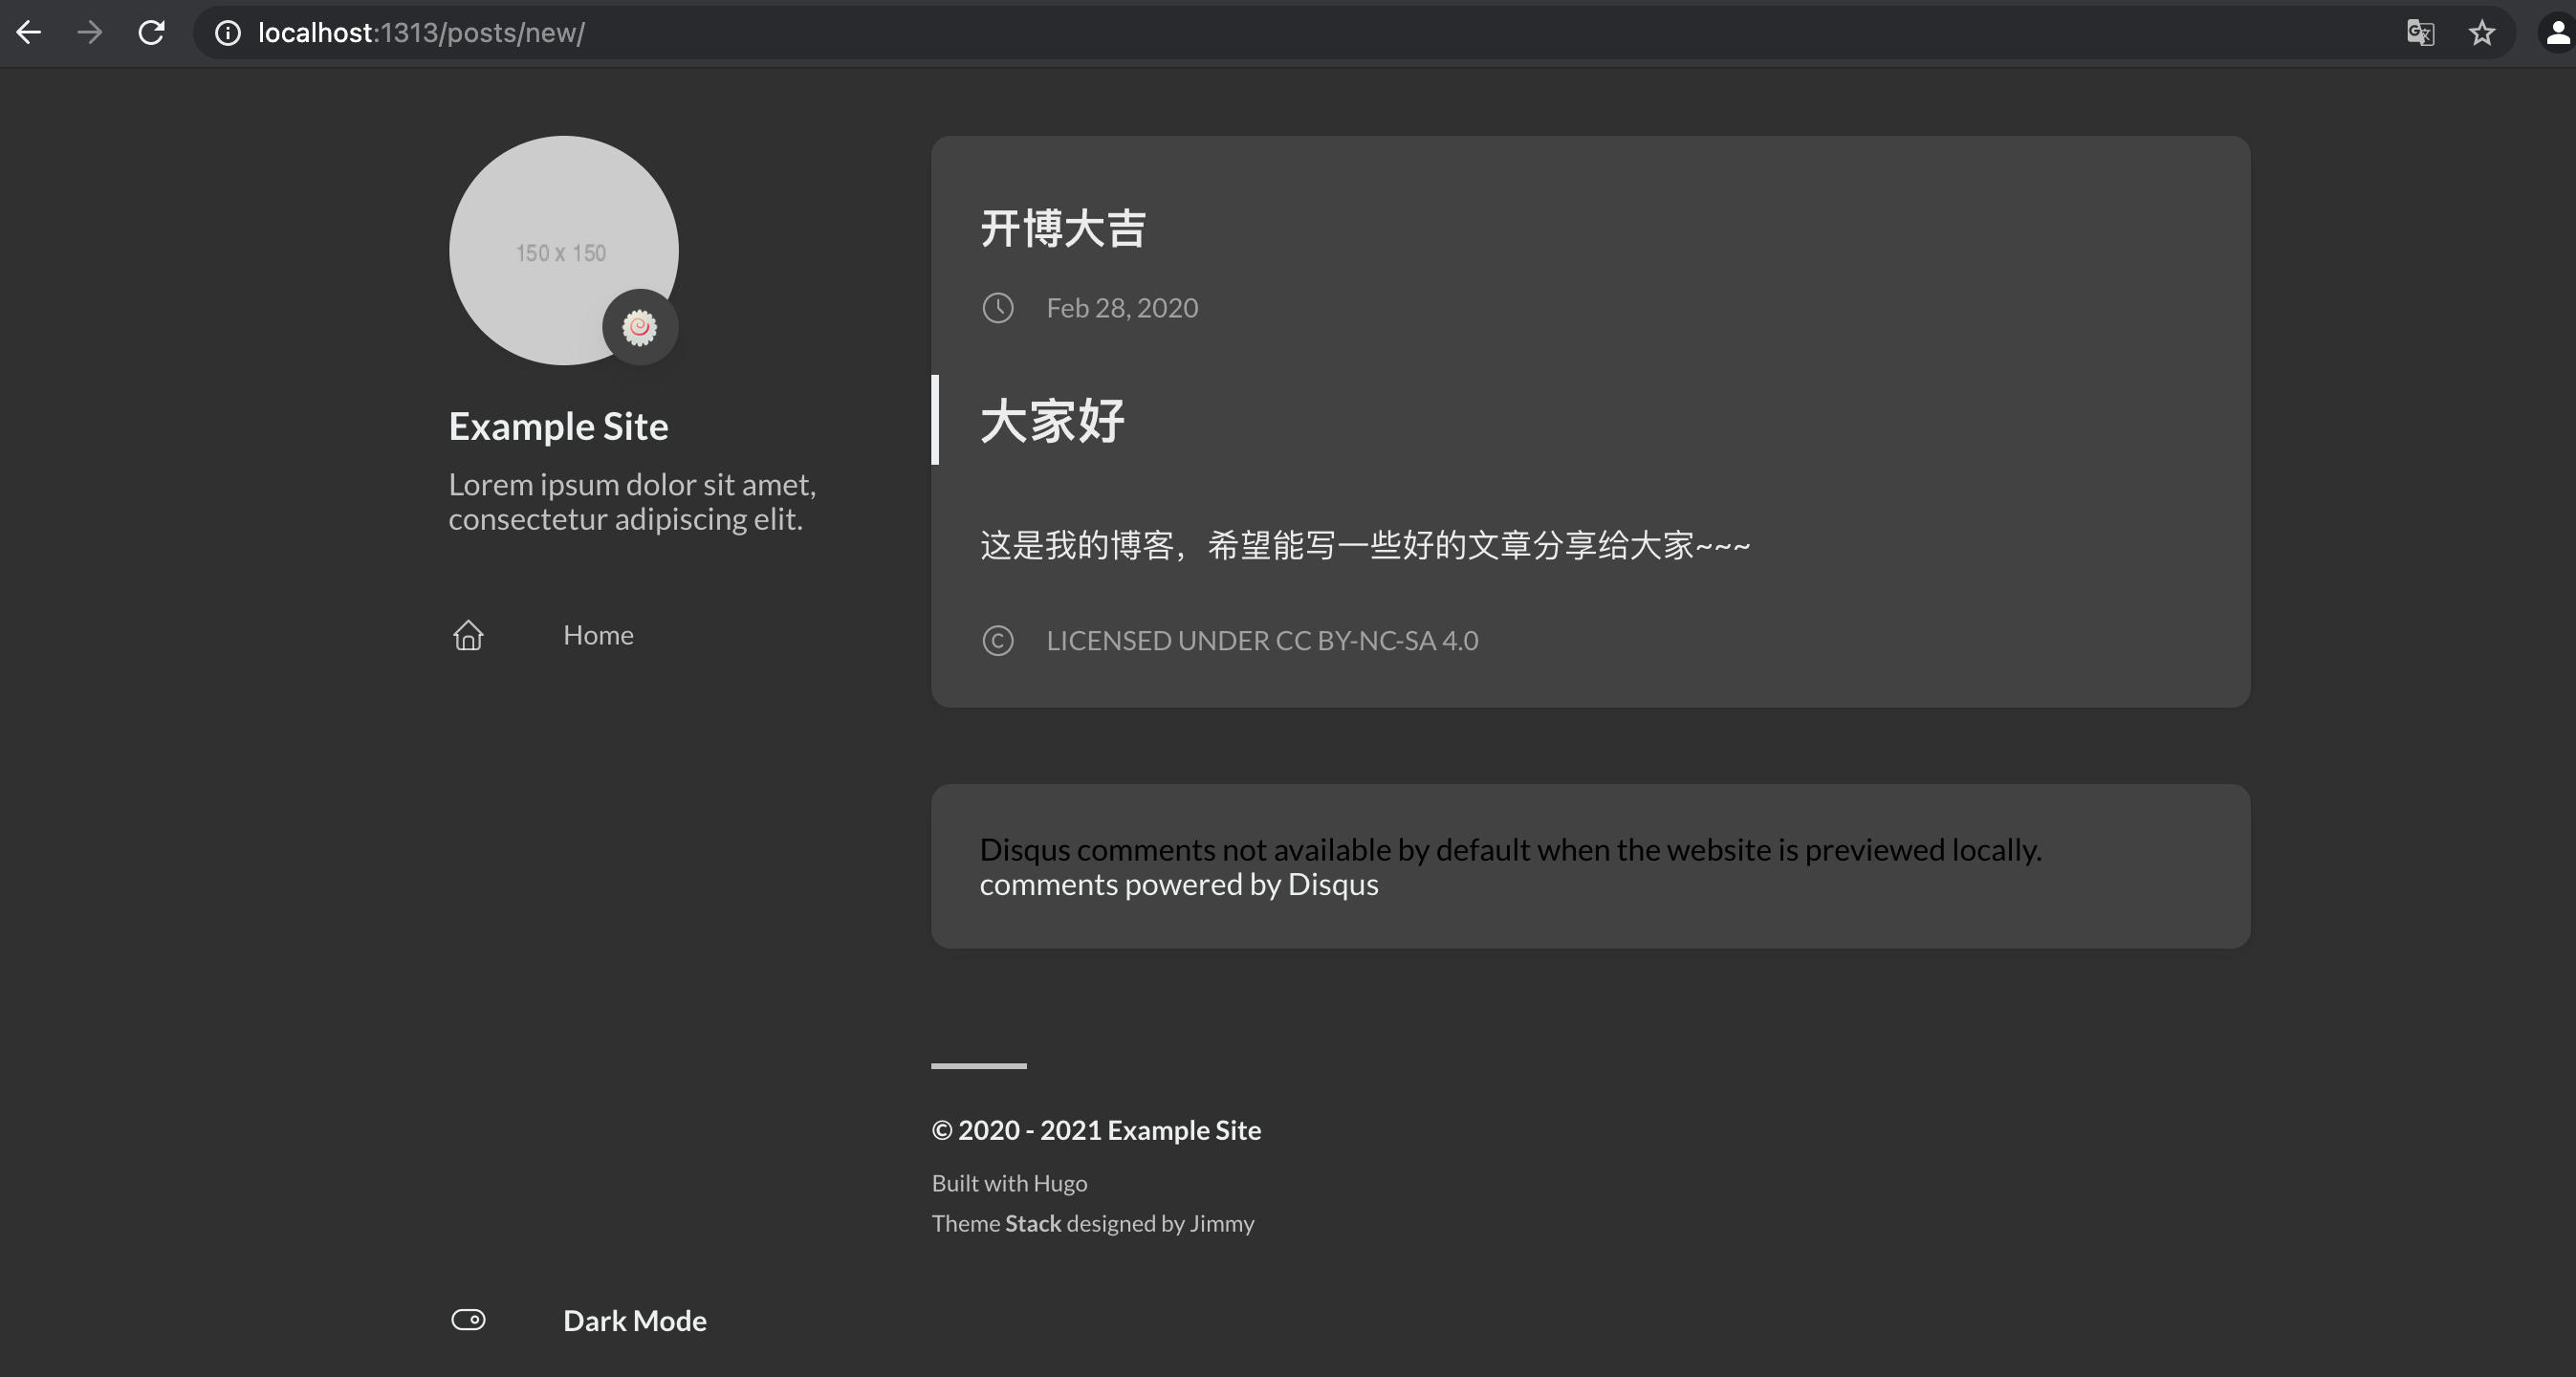 localhost:1313/posts/new/
150 x 150
Example Site
Lorem ipsum dolor sit amet,
consectetur adipiscing elit.
Home
Dark Mode
开博大吉
Feb 28, 2020
大家好
这是我的博客，希望能写一些好的文章分享给大家~~~
LICENSED UNDER CC BY-NC-SA 4.0
Disqus comments not available by default when the website is previewed locally.
comments powered by Disqus
© 2020 - 2021 Example Site
Built with Hugo
Theme Stack designed by Jimmy